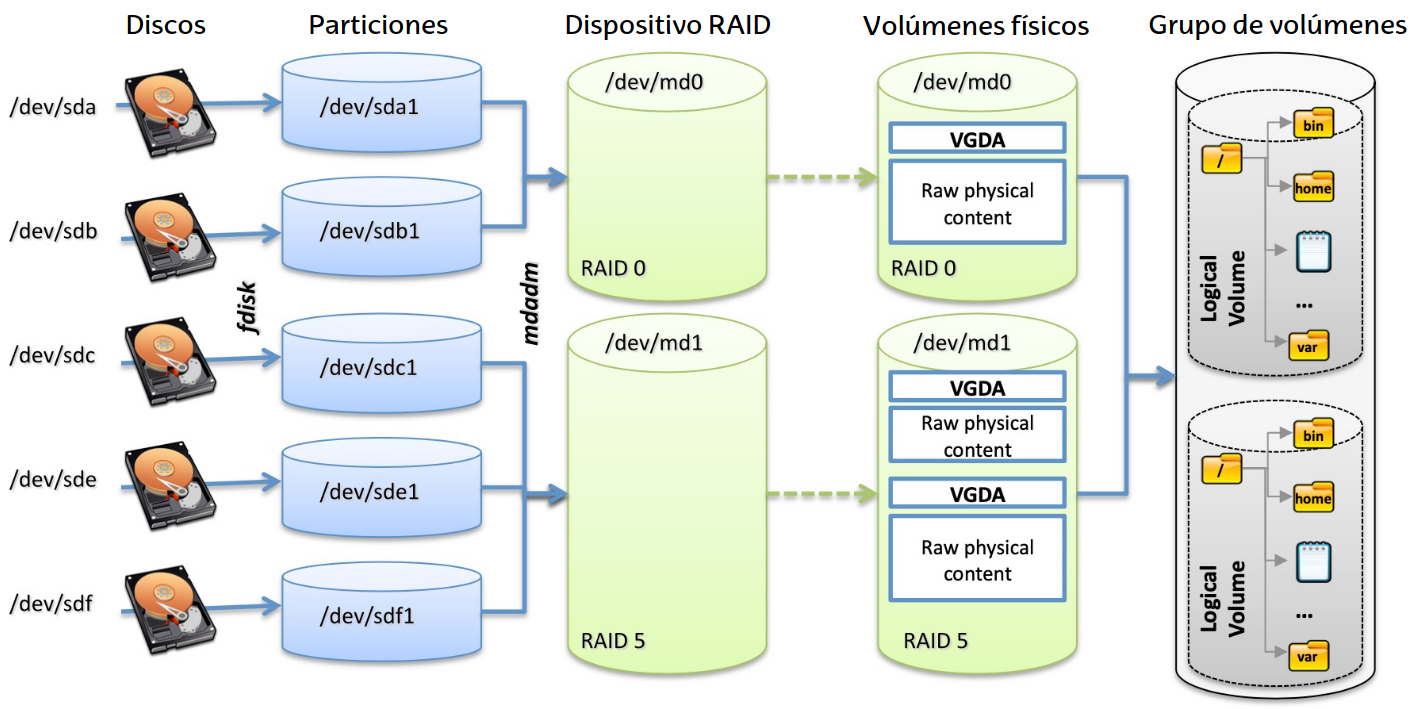 Discos
Particiones
Dispositivo RAID
Volúmenes físicos
Grupo de volúmenes
/dev/sda
/dev/sdb
/dev/sdc
/dev/sde
/dev/sdf
fdisk
/dev/sda1
/dev/sdb1
/dev/sdc1
/dev/sde1
/dev/sdf1
mdadm
/dev/md0
RAID 0
/dev/md1
RAID 5
/dev/md0
VGDA
Raw physical
content
RAID 0
/dev/md1
VGDA
Raw physical
content
VGDA
Raw physical
content
RAID 5
bin
/
home
...
var
Logical
Volume
bin
/
home
...
var
Logical
Volume